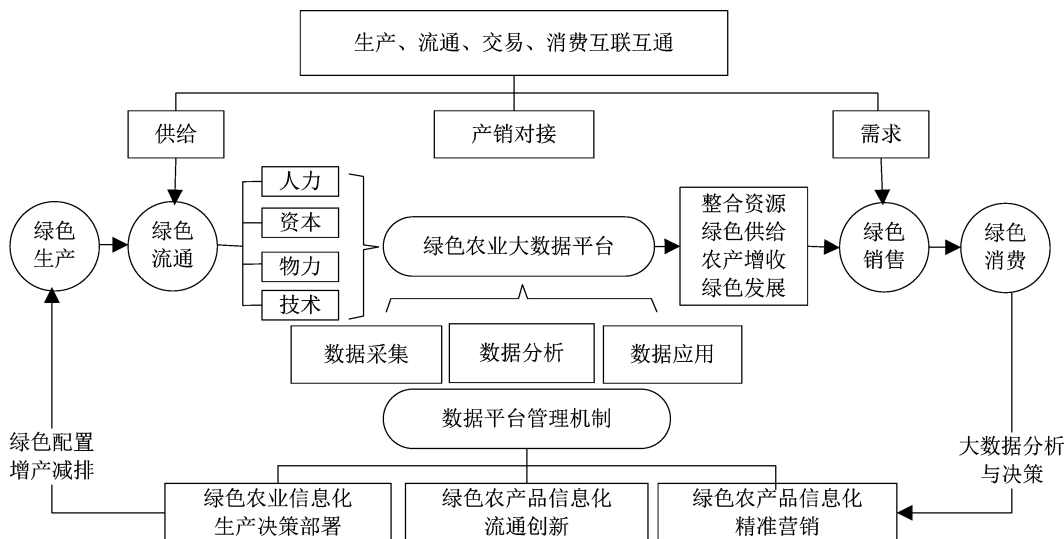 生产、流通、交易、消费互联互通
供给
产销对接
需求
绿色
生产
绿色
流通
人力
资本
物力
技术
绿色农业大数据平台
整合资源
绿色供给
农产增收
绿色发展
绿色
销售
绿色
消费
数据采集
数据分析
数据应用
数据平台管理机制
绿色配置
增产减排
大数据分析
与决策
绿色农业信息化
生产决策部署
绿色农产品信息化
流通创新
绿色农产品信息化
精准营销